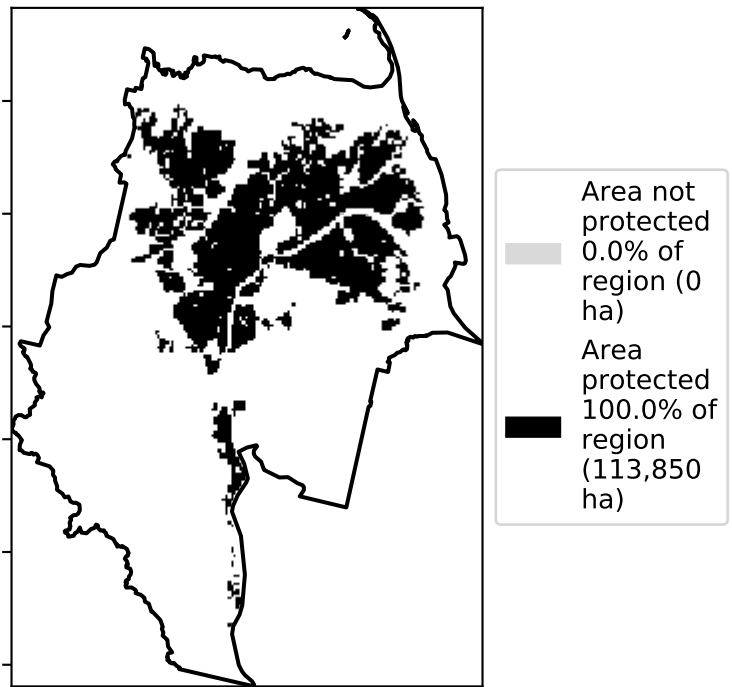 Area not
protected
0.0% of
region (0
ha)
Area
protected
100.0% of
region
(113,850
ha)